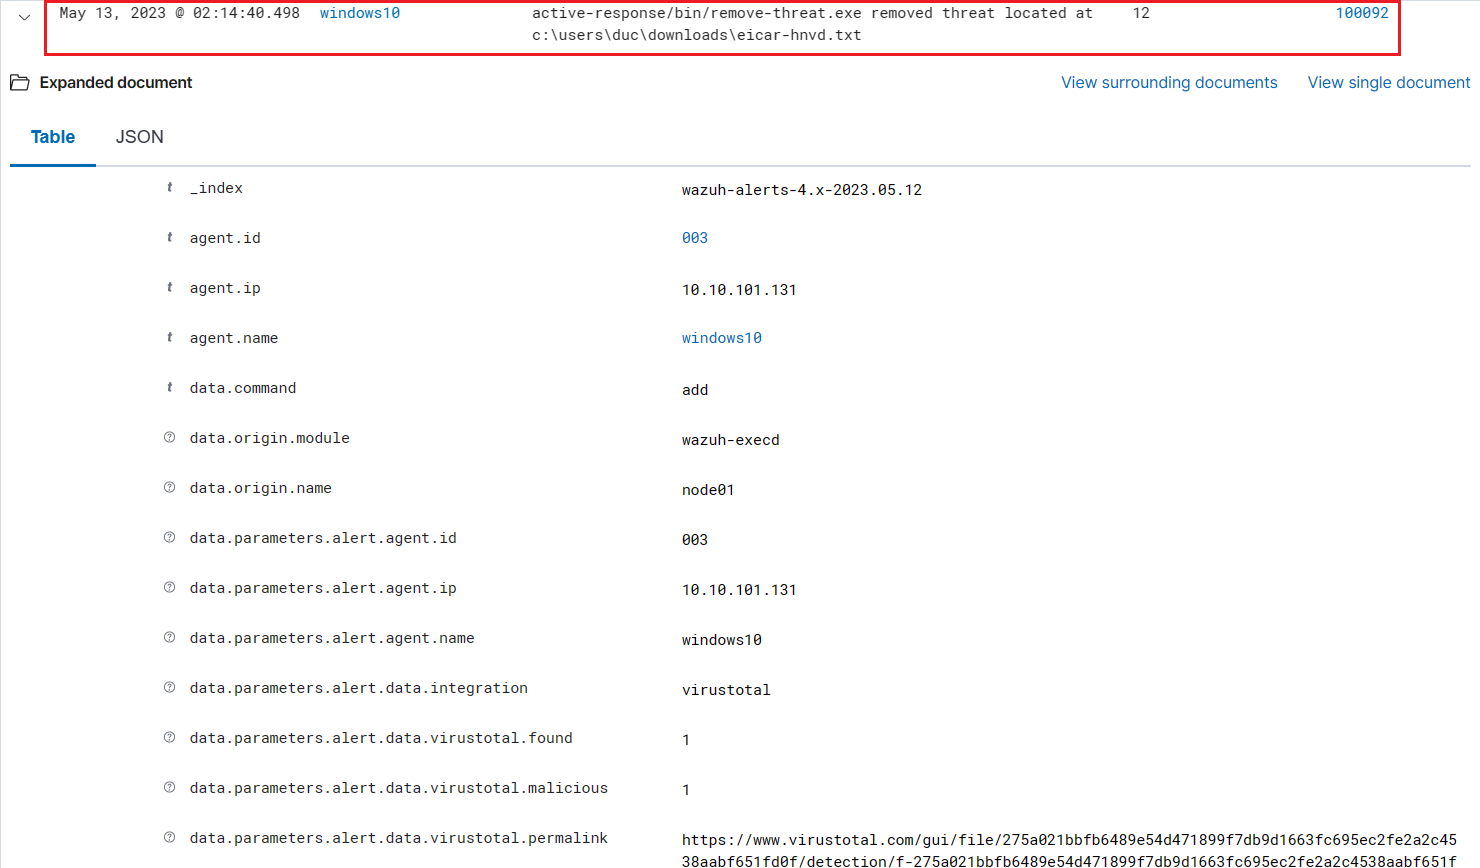 May 13, 2023 @ 02:14:40.498 windows10 active-response/bin/remove-threat.exe removed threat located at 12 100092
c:\users\duc\downloads\eicar-hnvd.txt
Expanded document View surrounding documents View single document
Table JSON
t _index wazuh-alerts-4.x-2023.05.12
t agent.id 003
t agent.ip 10.10.101.131
t agent.name windows10
t data.command add
? data.origin.module wazuh-execd
? data.origin.name node01
? data.parameters.alert.agent.id 003
? data.parameters.alert.agent.ip 10.10.101.131
? data.parameters.alert.agent.name windows10
? data.parameters.alert.data.integration virustotal
? data.parameters.alert.data.virustotal.found 1
? data.parameters.alert.data.virustotal.malicious 1
? data.parameters.alert.data.virustotal.permalink https://www.virustotal.com/gui/file/275a021bbfb6489e54d471899f7db9d1663fc695ec2fe2a2c45
38aabf651fd0f/detection/f-275a021bbfb6489e54d471899f7db9d1663fc695ec2fe2a2c4538aabf651f